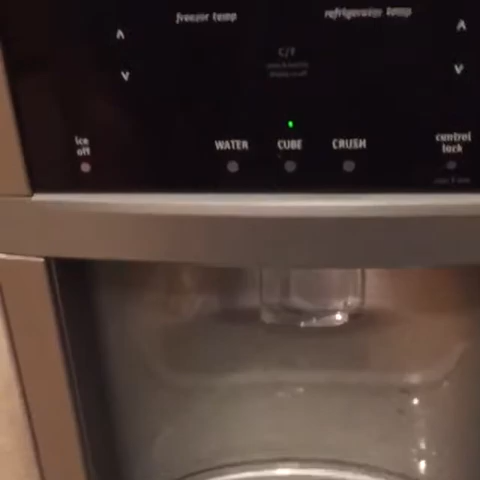 freezer temp
refrigerator temp
C/F
ice
off
WATER
CUBE
CRUSH
control
lock